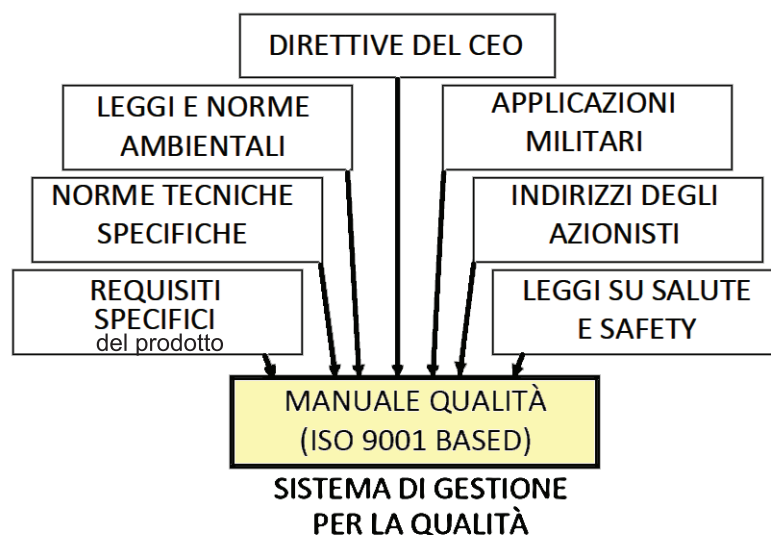 DIRETTIVE DEL CEO
LEGGI E NORME
AMBIENTALI
APPLICAZIONI
MILITARI
NORME TECNICHE
SPECIFICHE
INDIRIZZI DEGLI
AZIONISTI
REQUISITI
SPECIFICI
del prodotto
LEGGI SU SALUTE
E SAFETY
MANUALE QUALITÀ
(ISO 9001 BASED)
SISTEMA DI GESTIONE
PER LA QUALITÀ